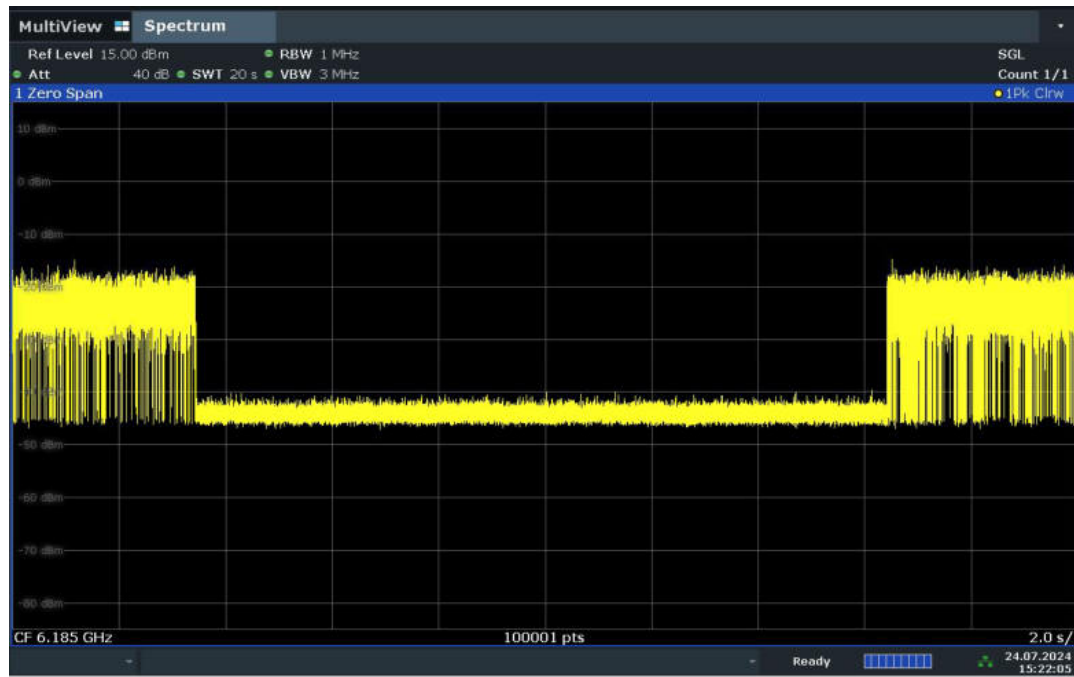 MultiView Spectrum
Ref Level 15.00 dBm RBW 1 MHz SGL
Att 40 dB SWT 20 s VBW 3 MHz Count 1/1
1 Zero Span 1Pk Clrw
10 dBm
0 dBm
-10 dBm
-20 dBm
-50 dBm
-60 dBm
-70 dBm
-80 dBm
CF 6.185 GHz 100001 pts 2.0 s/
Ready 24.07.2024
15:22:05